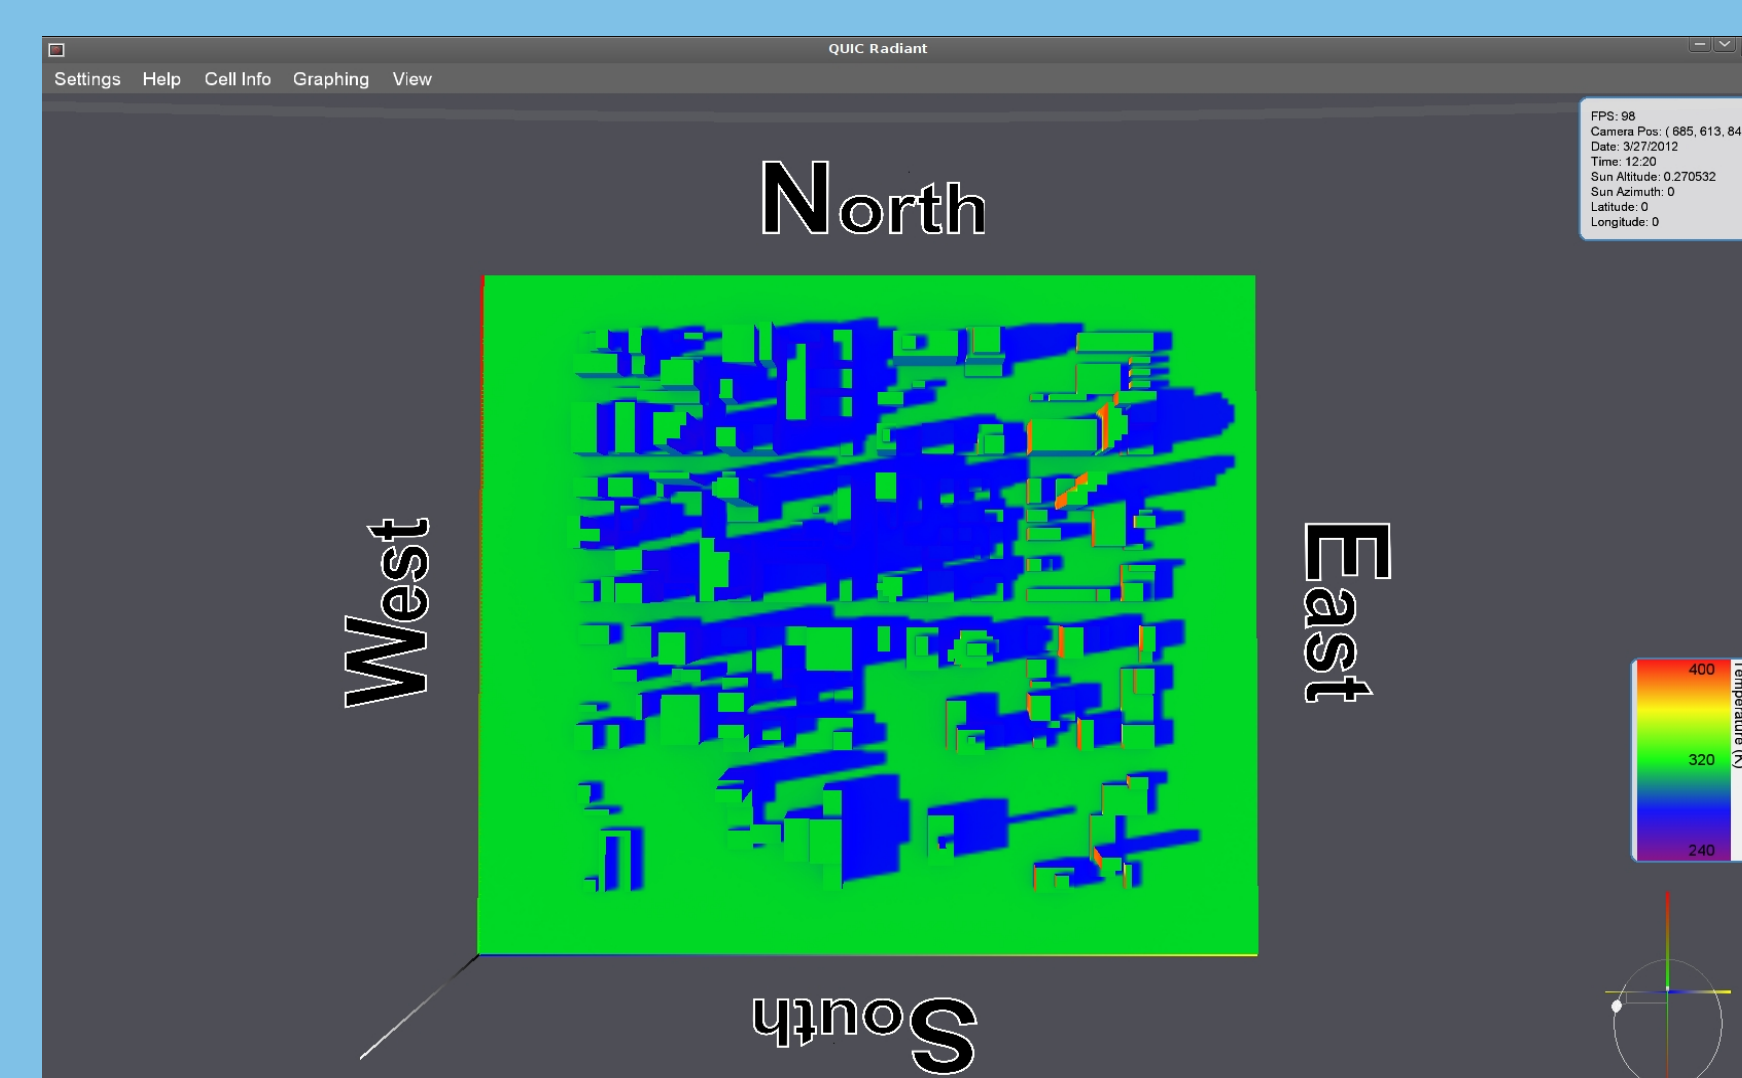 QUIC Radiant
Settings Help Cell Info Graphing View
FPS: 98
Camera Pos: ( 685, 613, 84
Date: 3/27/2012
Time: 12:20
Sun Altitude: 0.270532
Sun Azimuth: 0
Latitude: 0
Longitude: 0
North
West
East
South
400
320
240
Temperature (K)